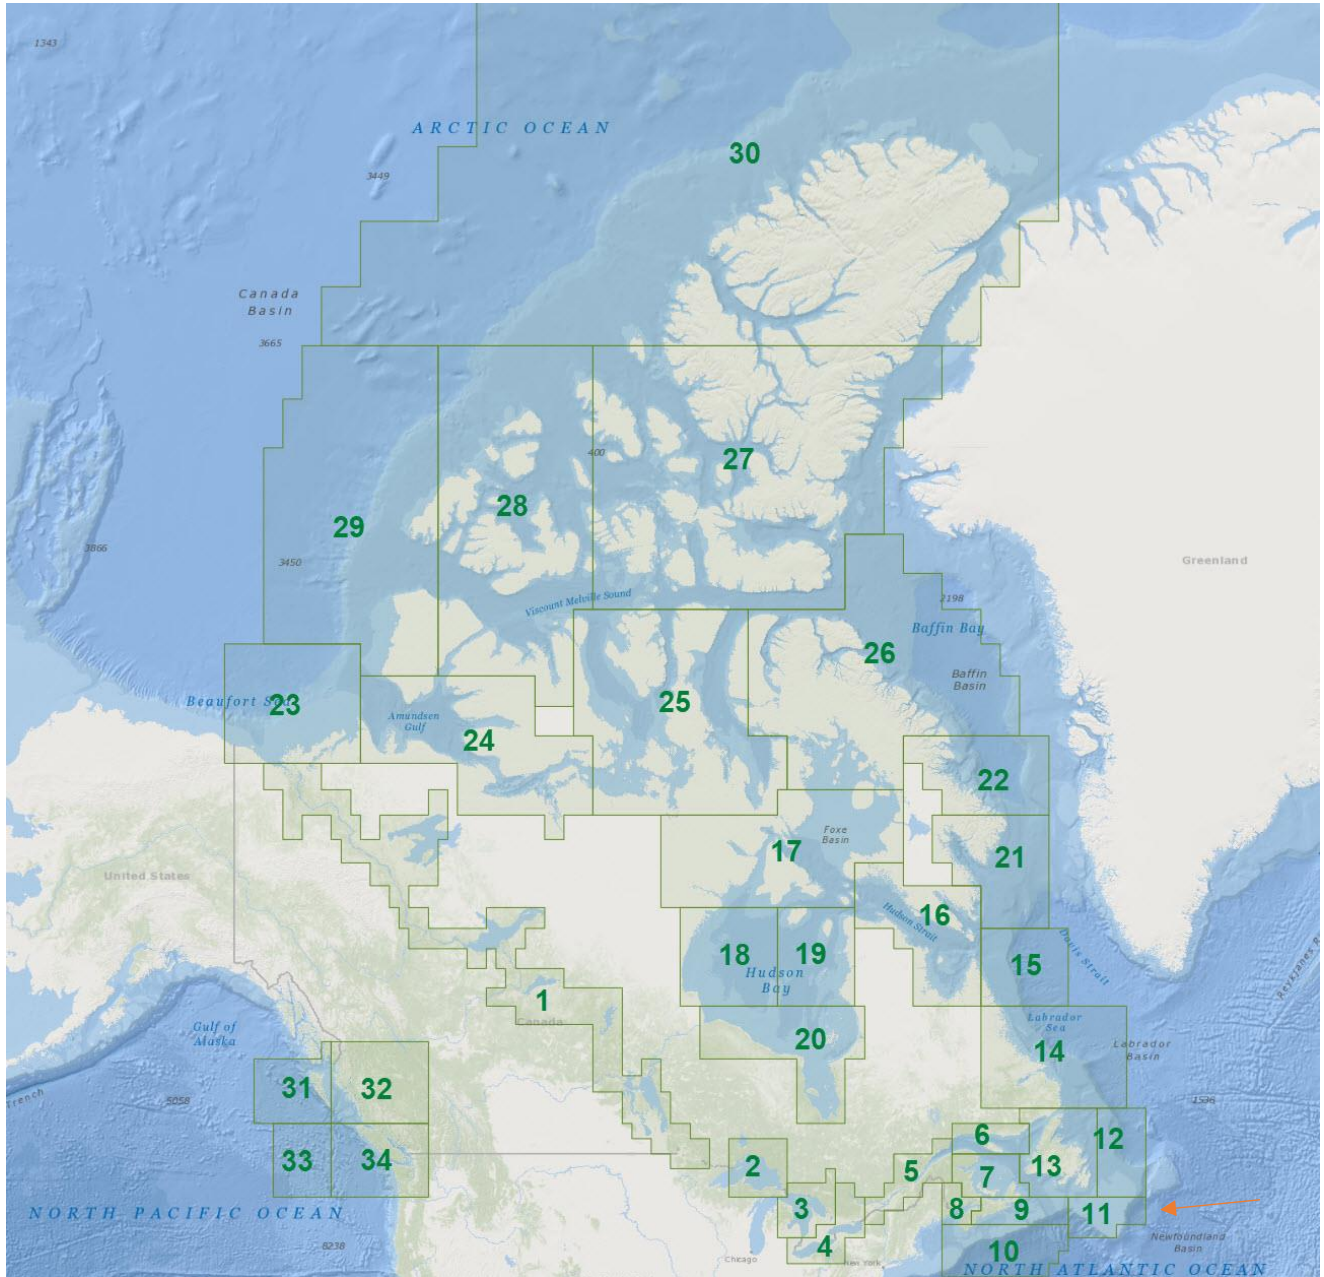 1343
ARCTIC OCEAN
30
3449
Canada
Basin
3665
400
27
28
29
3866
3450
Greenland
Viscount Melville Sound
2198
Baffin Bay
26
Baffin
Basin
Beaufort Sea
23
25
Amundsen
Gulf
24
22
Foxe
Basin
17
21
United States
16
Hudson Strait
Davis Strait
18
19
15
Hudson
Bay
1
Canada
Gulf of
Alaska
20
Labrador
Sea
14
Labrador
Basin
31
32
Trench
5058
1536
6
12
2
5
7
13
33
34
3
8
9
11
NORTH PACIFIC OCEAN
6238
4
Chicago
New York
10
Newfoundland
Basin
NORTH ATLANTIC OCEAN